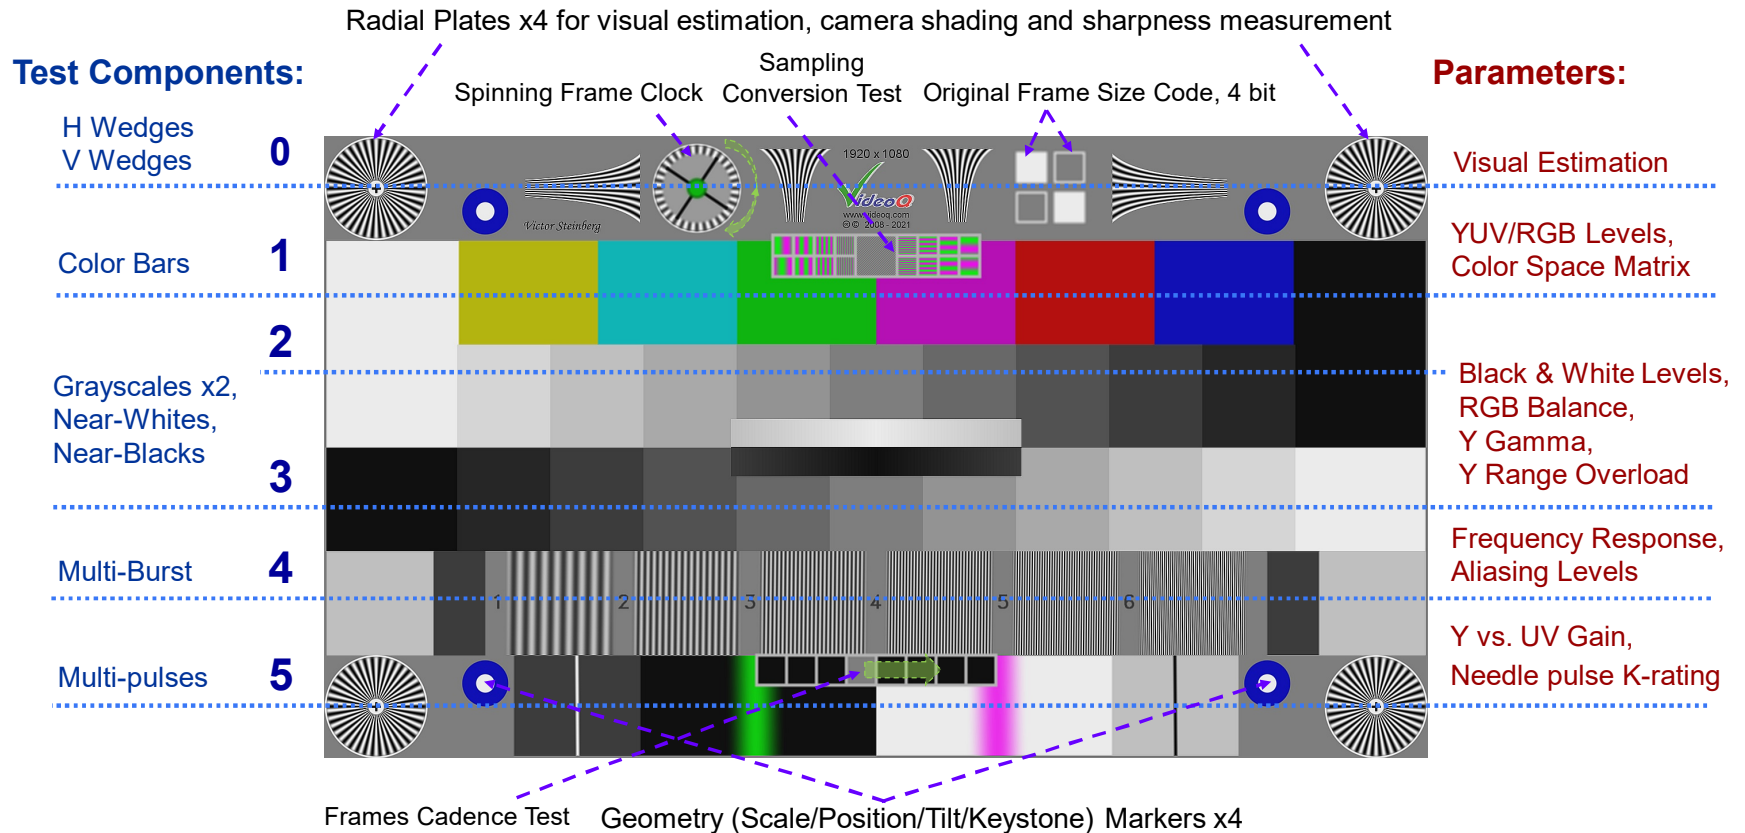 Radial Plates x4 for visual estimation, camera shading and sharpness measurement
Test Components:
Sampling
Conversion Test
Parameters:
Spinning Frame Clock
Original Frame Size Code, 4 bit
H Wedges
V Wedges
0
1920 x 1080
Visual Estimation
VideoQ
www.videoq.com
©© 2008 - 2021
Victor Steinberg
Color Bars
1
YUV/RGB Levels,
Color Space Matrix
2
Grayscales x2,
Near-Whites,
Near-Blacks
Black & White Levels,
RGB Balance,
Y Gamma,
Y Range Overload
3
Multi-Burst
4
Frequency Response,
Aliasing Levels
1 2 3 4 5 6
Multi-pulses
5
Y vs. UV Gain,
Needle pulse K-rating
Frames Cadence Test
Geometry (Scale/Position/Tilt/Keystone) Markers x4